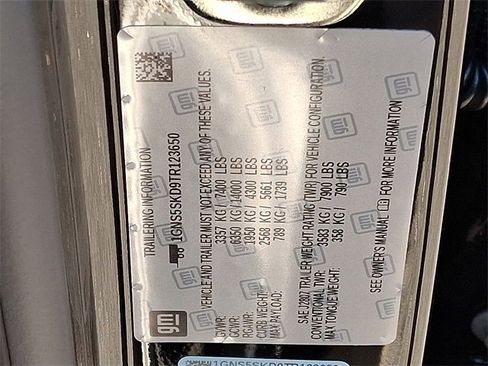 TRAILERING INFORMATION
1GNS5SKD9TR123650
VEHICLE AND TRAILER MUST NOT EXCEED ANY OF THESE VALUES.
GVWR: 3357 KG / 7400 LBS
GCWR: 6350 KG / 14000 LBS
RGAWR: 1950 KG / 4300 LBS
CURB WEIGHT: 2568 KG / 5661 LBS
MAX PAYLOAD: 789 KG / 1739 LBS
SAE J2807 TRAILER WEIGHT RATING (TWR) FOR VEHICLE CONFIGURATION.
CONVENTIONAL TWR: 3583 KG / 7900 LBS
MAX TONGUE WEIGHT: 358 KG / 790 LBS
SEE OWNER'S MANUAL FOR MORE INFORMATION
gm